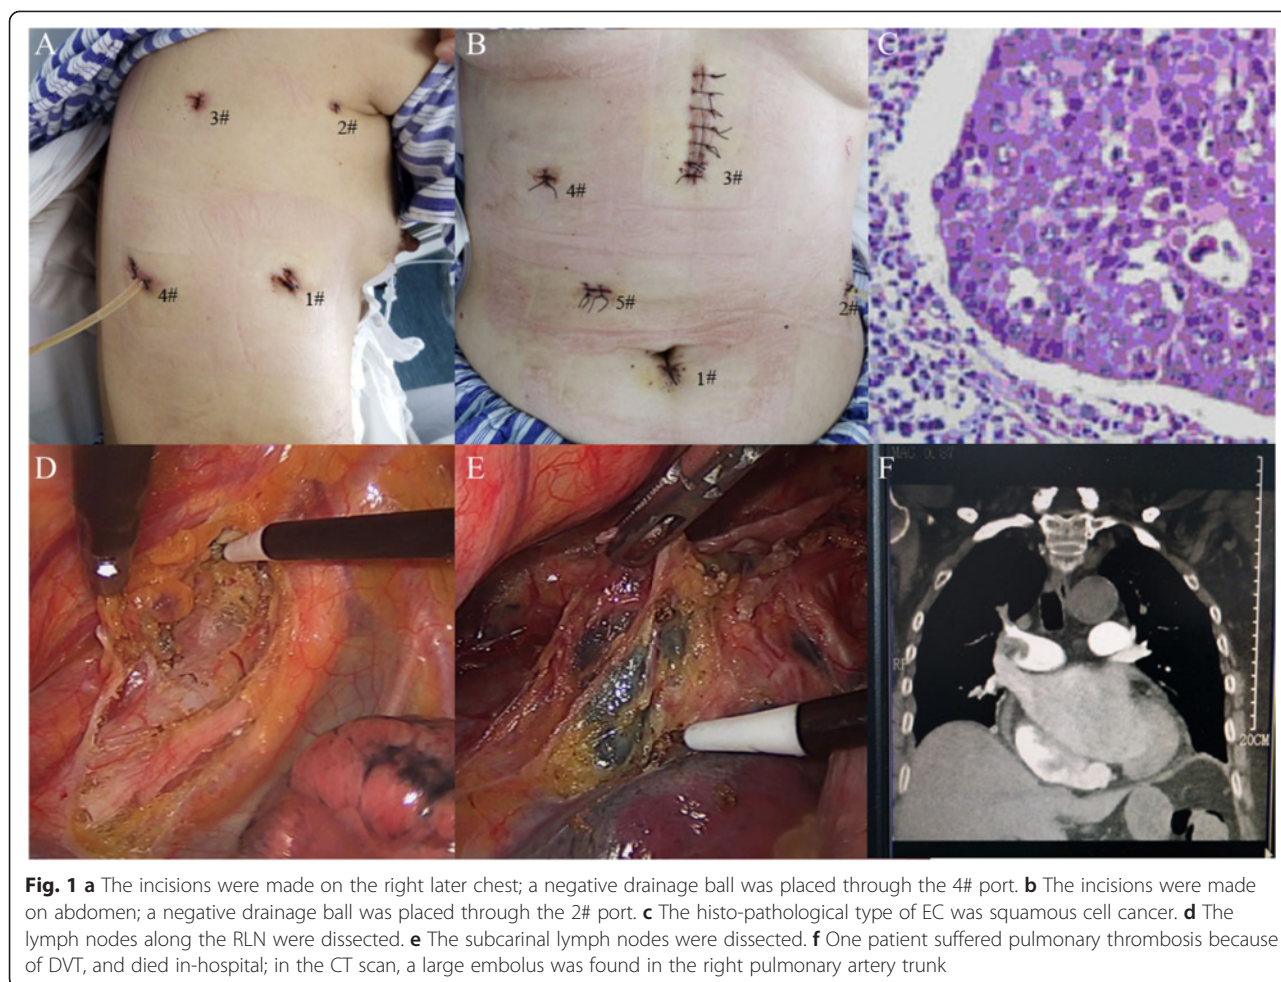 A
3#
2#
4#
1#
B
3#
4#
5#
2#
1#
C
D
E
F
MAG 0.87
RF
20CM
Fig. 1 a The incisions were made on the right later chest; a negative drainage ball was placed through the 4# port. b The incisions were made
on abdomen; a negative drainage ball was placed through the 2# port. c The histo-pathological type of EC was squamous cell cancer. d The
lymph nodes along the RLN were dissected. e The subcarinal lymph nodes were dissected. f One patient suffered pulmonary thrombosis because
of DVT, and died in-hospital; in the CT scan, a large embolus was found in the right pulmonary artery trunk